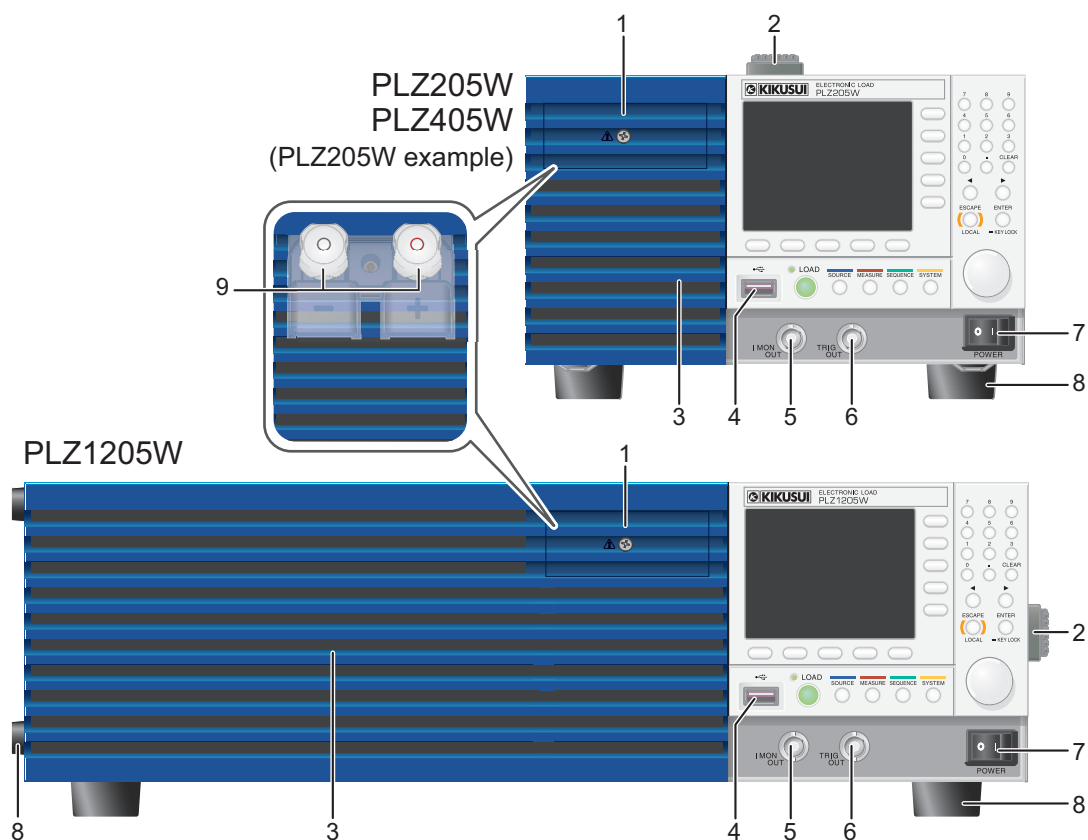 1
2
PLZ205W
PLZ405W
(PLZ205W example)
KIKUSUI ELECTRONIC LOAD
PLZ205W
7 8 9
4 5 6
1 2 3
0 . CLEAR
◄ ►
ESCAPE ENTER
LOCAL KEY LOCK
LOAD SOURCE MEASURE SEQUENCE SYSTEM
I MON OUT
TRIG OUT
POWER
9
− +
3
4
5
6
7
8
PLZ1205W
1
KIKUSUI ELECTRONIC LOAD
PLZ1205W
7 8 9
4 5 6
1 2 3
0 . CLEAR
◄ ►
ESCAPE ENTER
LOCAL KEY LOCK
2
LOAD SOURCE MEASURE SEQUENCE SYSTEM
I MON OUT
TRIG OUT
POWER
7
8
8
3
4
5
6